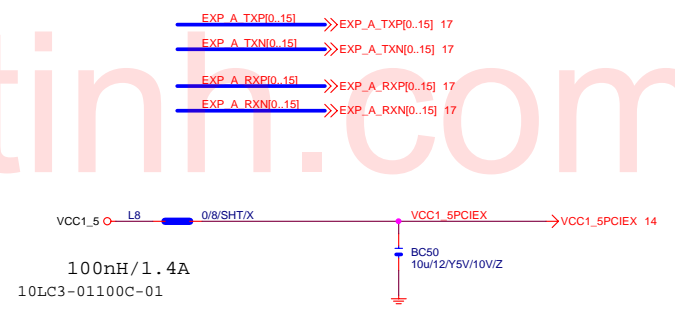 EXP_A_TXP[0..15] EXP_A_TXP[0..15] 17
EXP_A_TXN[0..15] EXP_A_TXN[0..15] 17
EXP_A_RXP[0..15] EXP_A_RXP[0..15] 17
EXP_A_RXN[0..15] EXP_A_RXN[0..15] 17
tinh.com
VCC1_5 L8 0/8/SHT/X VCC1_5PCIEX VCC1_5PCIEX 14
BC50
10u/12/Y5V/10V/Z
100nH/1.4A
10LC3-01100C-01